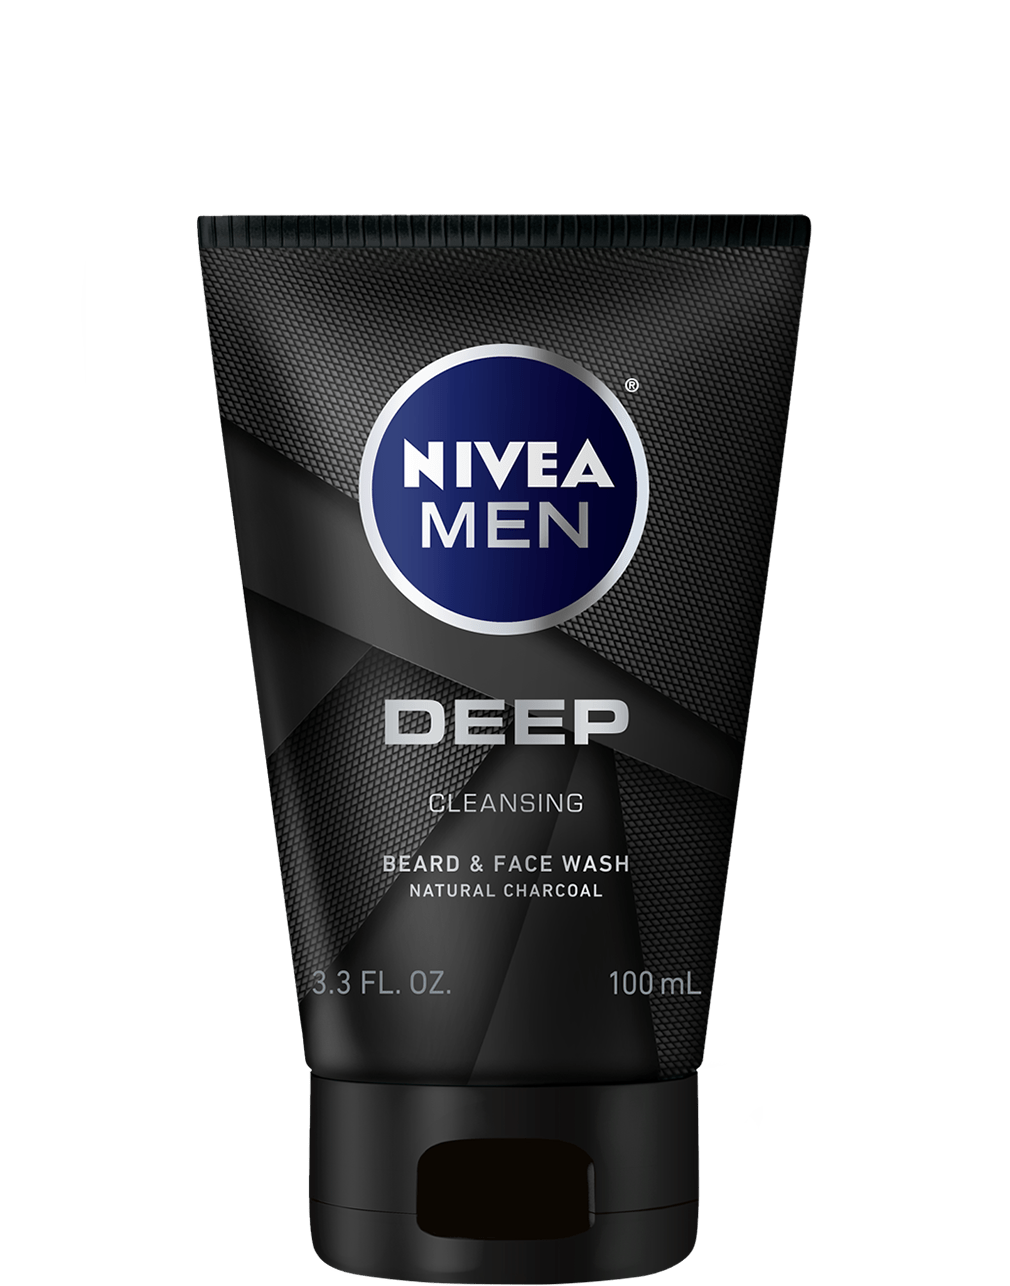 ®
NIVEA
MEN
DEEP
CLEANSING
BEARD & FACE WASH
NATURAL CHARCOAL
3.3 FL. OZ. 100 mL